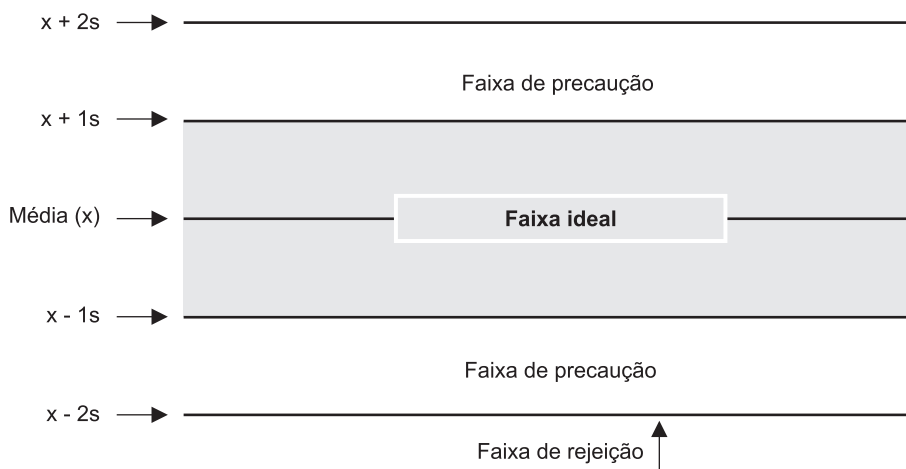 x + 2s
Faixa de precaução
x + 1s
Média (x)
Faixa ideal
x - 1s
Faixa de precaução
x - 2s
Faixa de rejeição